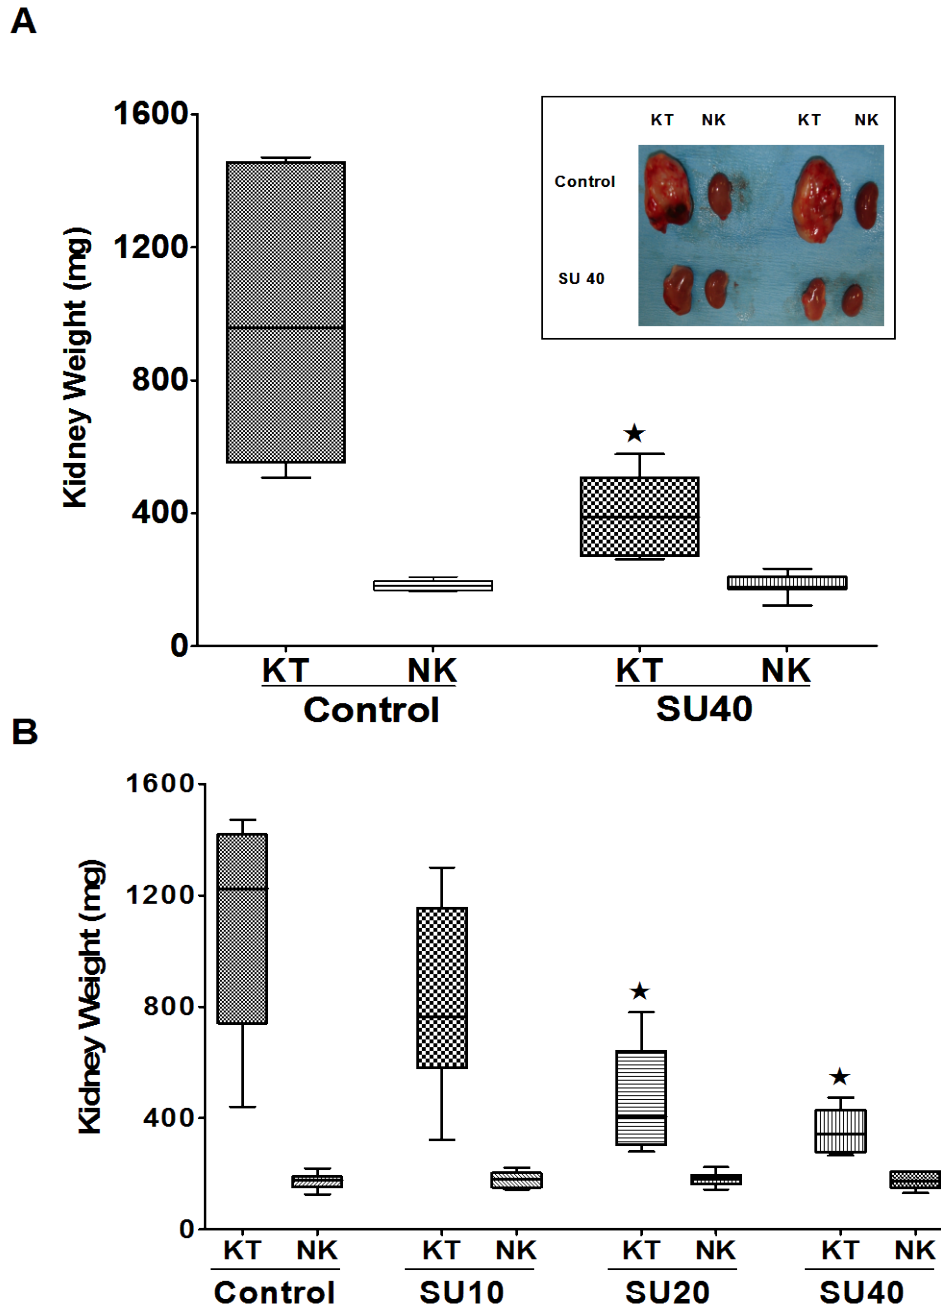 A
1600
1200
800
400
0
Kidney Weight (mg)
KT NK KT NK
Control
SU 40
★
KT NK KT NK
Control SU40
B
1600
1200
800
400
0
Kidney Weight (mg)
★
★
KT NK KT NK KT NK KT NK
Control SU10 SU20 SU40